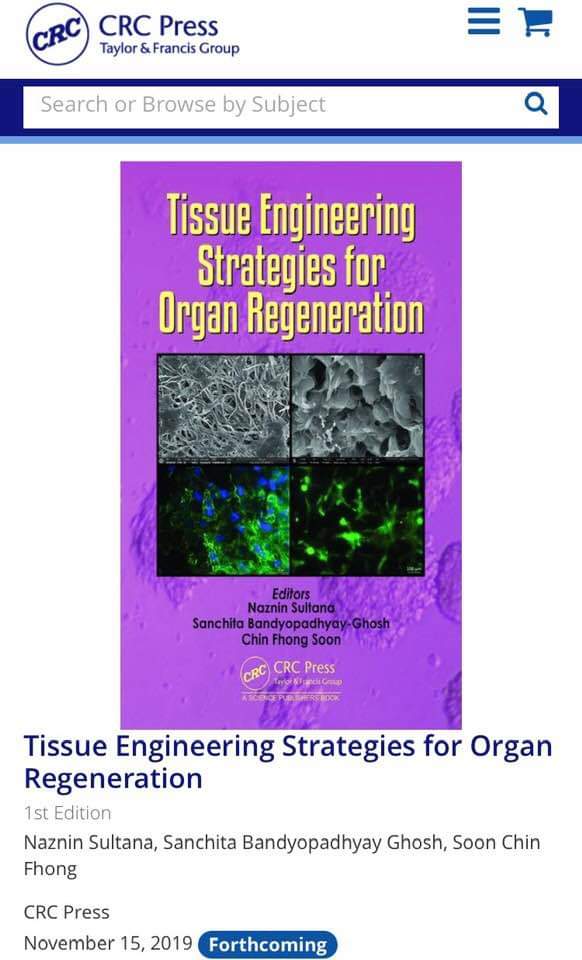 CRC
CRC Press
Taylor & Francis Group
Search or Browse by Subject
Tissue Engineering
Strategies for
Organ Regeneration
Editors
Naznin Sultana
Sanchita Bandyopadhyay-Ghosh
Chin Fhong Soon
CRC
CRC Press
Taylor & Francis Group
A SCIENCE PUBLISHERS BOOK
Tissue Engineering Strategies for Organ
Regeneration
1st Edition
Naznin Sultana, Sanchita Bandyopadhyay Ghosh, Soon Chin
Fhong
CRC Press
November 15, 2019 Forthcoming